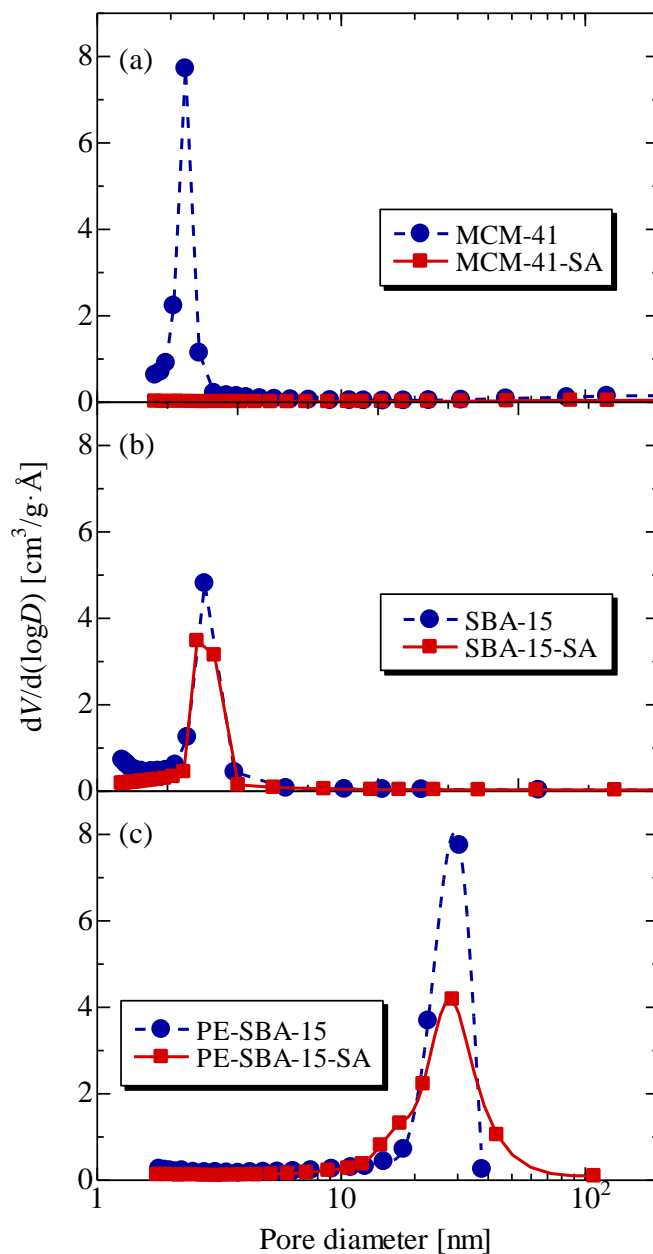 (a)
8
6
4
2
0
MCM-41
MCM-41-SA
(b)
8
6
4
2
0
SBA-15
SBA-15-SA
dV/d(logD) [cm³/g·Å]
(c)
8
6
4
2
0
PE-SBA-15
PE-SBA-15-SA
1 10 10²
Pore diameter [nm]